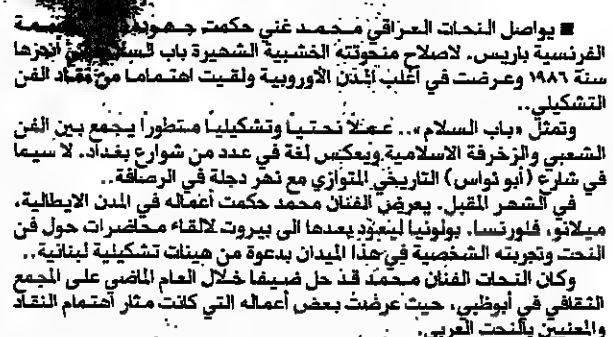 ■ يواصل النحات العراقي محمد غني حكمت
الفرنسية باريس. لاصلاح منحوتته الخشبية الشهيرة باب السلام التي أنجزها
سنة ١٩٨٦ وعرضت في أغلب المدن الأوروبية ولقيت اهتماما من نقاد الفن
التشكيلي..
وتمثل «باب السلام».. عملا نحتيا وتشكيليا متطورا يجمع بين الفن
الشعبي والزخرفة الاسلامية ويعكس لغة في عدد من شوارع بغداد. لا سيما
في شارع (أبو نواس) التاريخي المتوازي مع نهر دجلة في الرصافة..
في الشهر المقبل. يعرض الفنان محمد حكمت أعماله في المدن الايطالية،
ميلانو، فلورنسا. بولونيا ليعود بعدها الى بيروت لالقاء محاضرات حول فن
النحت وتجربته الشخصية في هذا الميدان بدعوة من هيئات تشكيلية لبنانية..
وكان النحات الفنان محمد قد حل ضيفا خلال العام الماضي على المجمع
الثقافي في أبوظبي، حيث عرضت بعض أعماله التي كانت مثار اهتمام النقاد
والمعنيين بالنحت العربي.